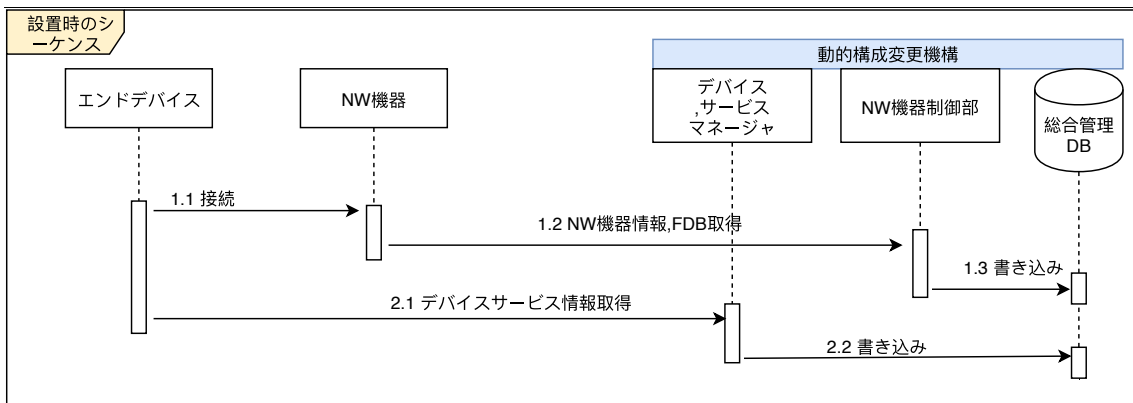 設置時のシ
ーケンス
動的構成変更機構
エンドデバイス
NW機器
デバイス
,サービス
マネージャ
NW機器制御部
総合管理
DB
1.1 接続
1.2 NW機器情報,FDB取得
1.3 書き込み
2.1 デバイスサービス情報取得
2.2 書き込み